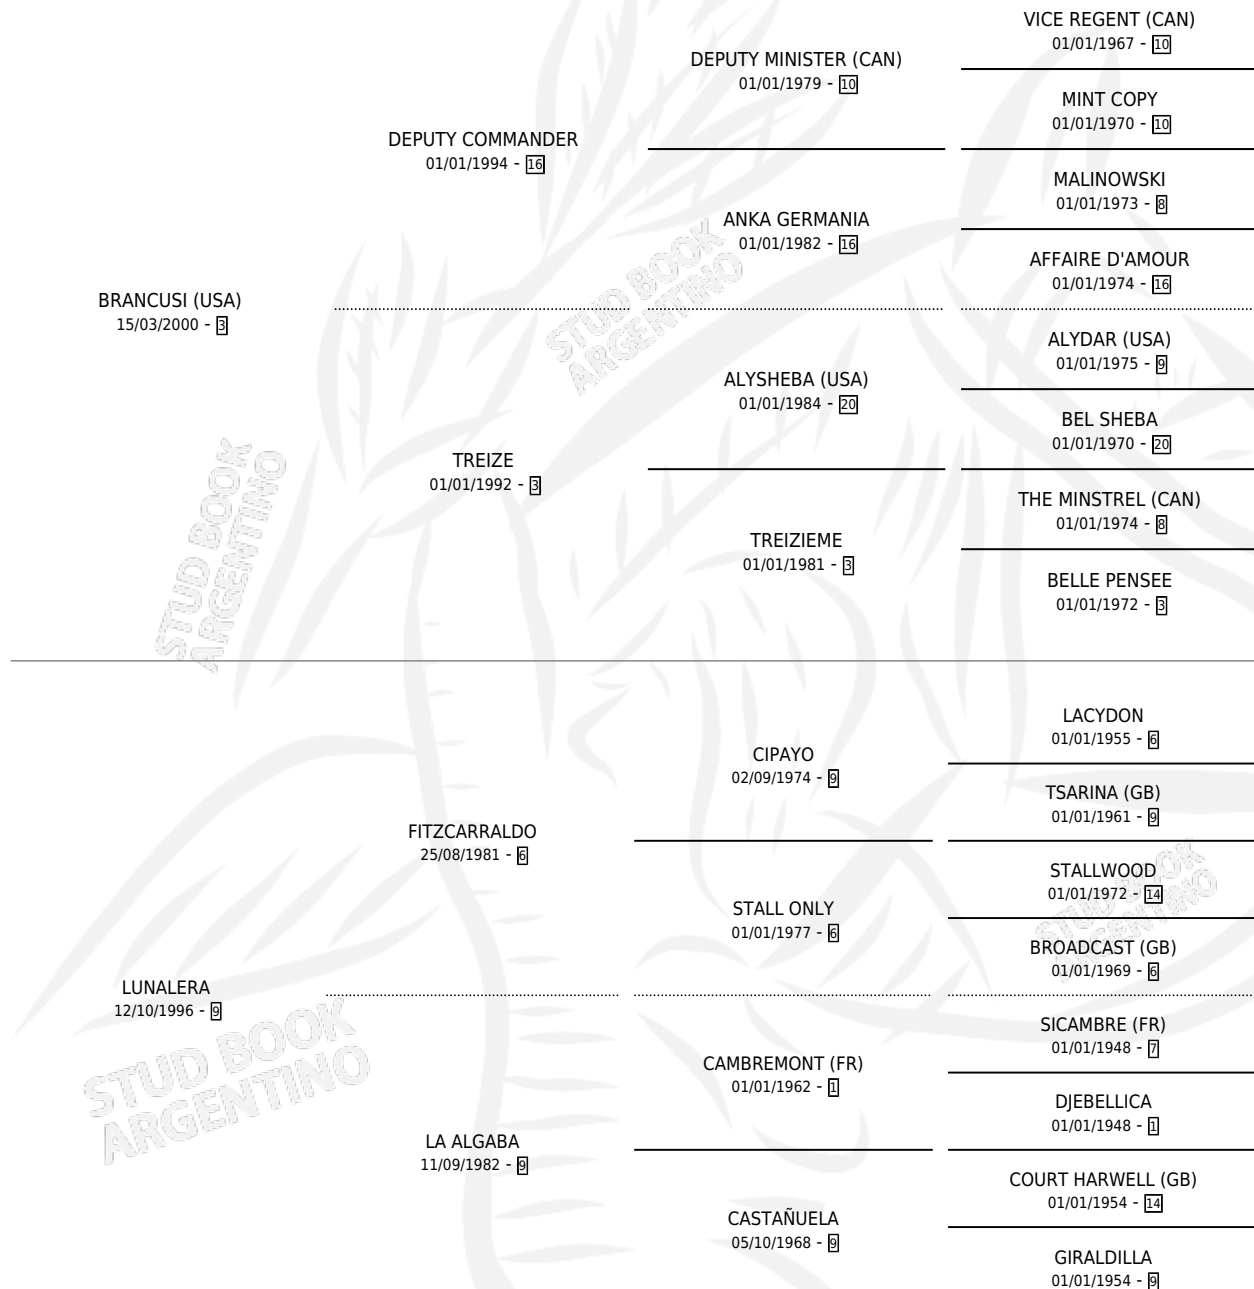 VICE REGENT (CAN)
01/01/1967 - 10
DEPUTY MINISTER (CAN)
01/01/1979 - 10
MINT COPY
01/01/1970 - 10
DEPUTY COMMANDER
01/01/1994 - 16
MALINOWSKI
01/01/1973 - 8
ANKA GERMANIA
01/01/1982 - 16
AFFAIRE D'AMOUR
01/01/1974 - 16
BRANCUSI (USA)
15/03/2000 - 3
STUD BOOK
ARGENTINO
ALYDAR (USA)
01/01/1975 - 9
ALYSHEBA (USA)
01/01/1984 - 20
BEL SHEBA
01/01/1970 - 20
TREIZE
01/01/1992 - 3
THE MINSTREL (CAN)
01/01/1974 - 8
TREIZIEME
01/01/1981 - 3
BELLE PENSEE
01/01/1972 - 3
STUD BOOK
ARGENTINO
LACYDON
01/01/1955 - 6
CIPAYO
02/09/1974 - 9
TSARINA (GB)
01/01/1961 - 9
FITZCARRALDO
25/08/1981 - 6
STALLWOOD
01/01/1972 - 14
STALL ONLY
01/01/1977 - 6
BROADCAST (GB)
01/01/1969 - 6
STUD BOOK
ARGENTINO
LUNALERA
12/10/1996 - 9
SICAMBRE (FR)
01/01/1948 - 7
CAMBREMONT (FR)
01/01/1962 - 1
DJEBELLICA
01/01/1948 - 1
STUD BOOK
ARGENTINO
LA ALGABA
11/09/1982 - 9
COURT HARWELL (GB)
01/01/1954 - 14
CASTAÑUELA
05/10/1968 - 9
GIRALDILLA
01/01/1954 - 9